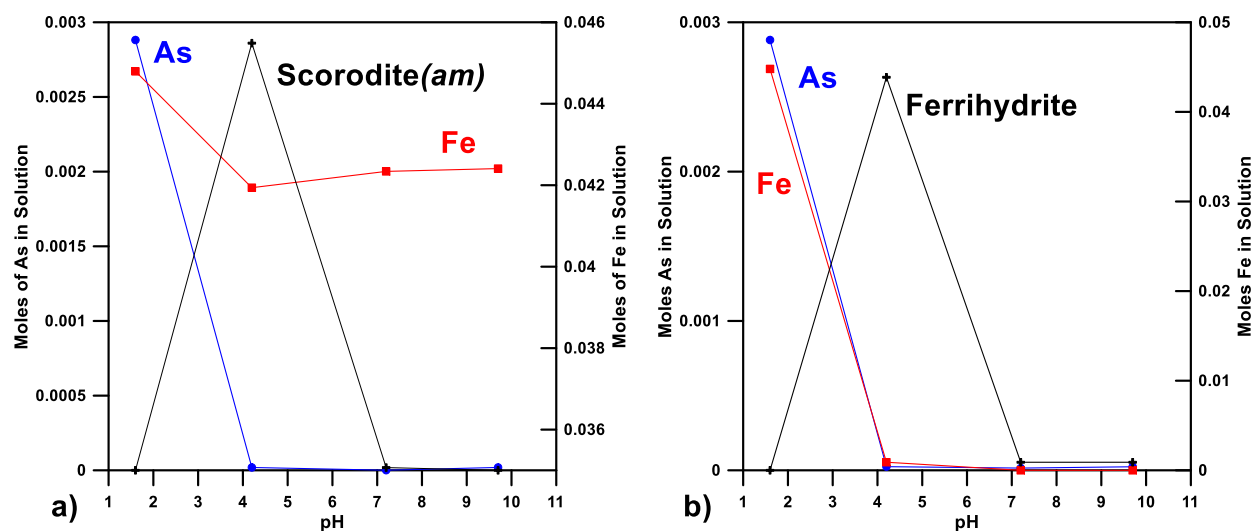 0.003
0.0025
0.002
0.0015
0.001
0.0005
0
Moles of As in Solution
As
Scorodite(am)
Fe
0.046
0.044
0.042
0.04
0.038
0.036
Moles of Fe in Solution
1 2 3 4 5 6 7 8 9 10 11
pH
a)
0.003
0.002
0.001
0
Moles As in Solution
As
Ferrihydrite
Fe
0.05
0.04
0.03
0.02
0.01
0
Moles Fe in Solution
1 2 3 4 5 6 7 8 9 10 11
pH
b)